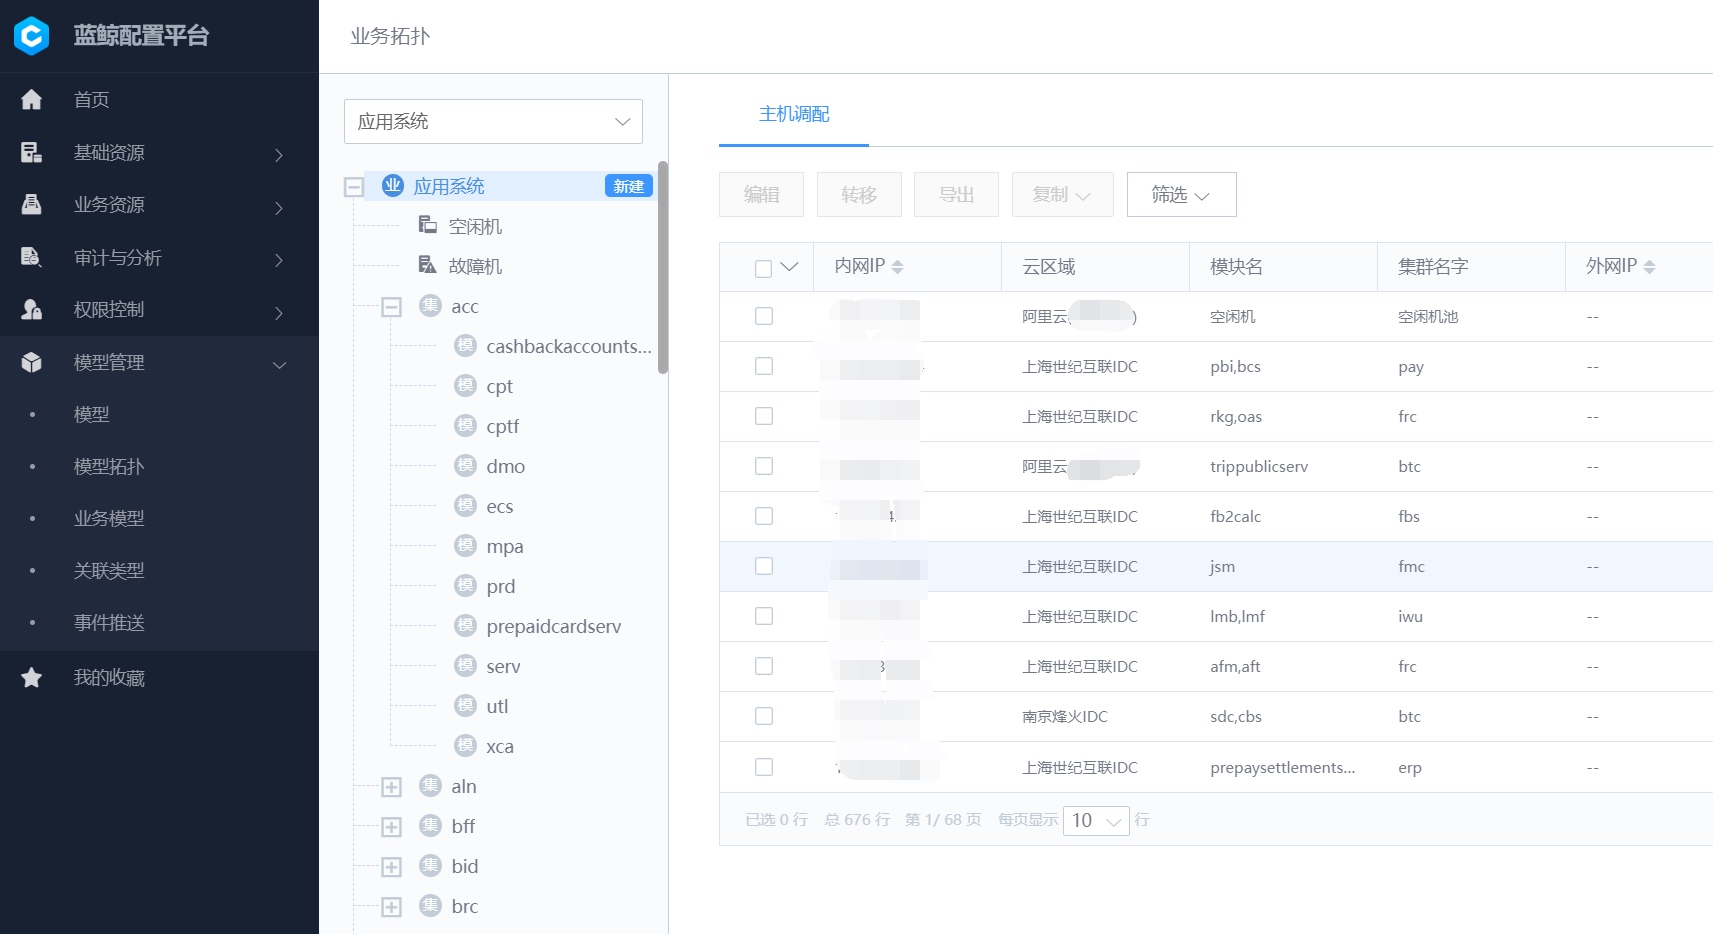 蓝鲸配置平台
首页
基础资源
业务资源
审计与分析
权限控制
模型管理
模型
模型拓扑
业务模型
关联类型
事件推送
我的收藏
业务拓扑
应用系统
业 应用系统 新建
空闲机
故障机
集 acc
模 cashbackaccounts...
模 cpt
模 cptf
模 dmo
模 ecs
模 mpa
模 prd
模 prepaidcardserv
模 serv
模 utl
模 xca
集 aln
集 bff
集 bid
集 brc
主机调配
编辑 转移 导出 复制 筛选
内网IP 云区域 模块名 集群名字 外网IP
阿里云( ) 空闲机 空闲机池 --
上海世纪互联IDC pbi,bcs pay --
上海世纪互联IDC rkg,oas frc --
阿里云 trippublicserv btc --
4. 上海世纪互联IDC fb2calc fbs --
上海世纪互联IDC jsm fmc --
上海世纪互联IDC lmb,lmf iwu --
3 上海世纪互联IDC afm,aft frc --
南京烽火IDC sdc,cbs btc --
上海世纪互联IDC prepaysettlements... erp --
已选 0 行 总 676 行 第 1/ 68 页 每页显示 10 行